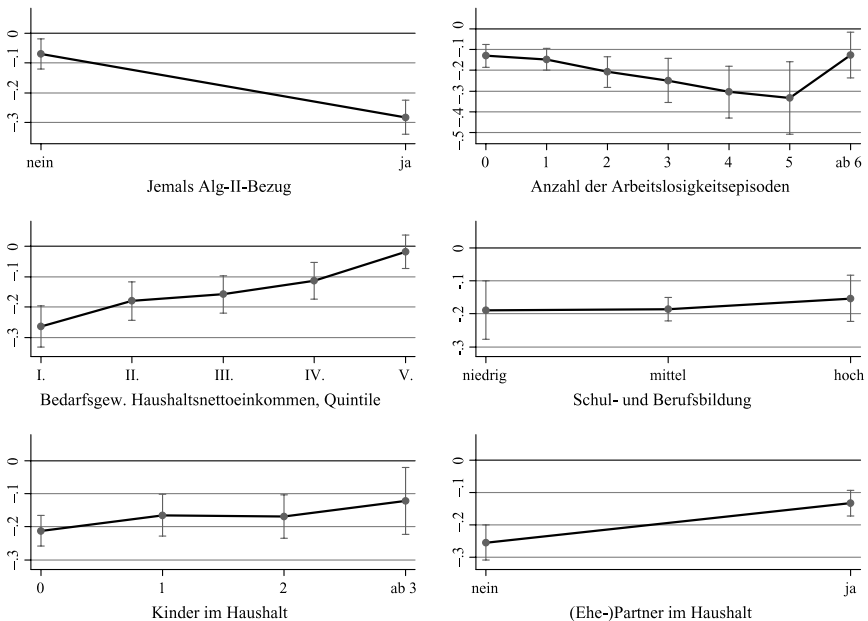 0
-.1
-.2
-.3
nein ja
Jemals Alg-II-Bezug
0
-.1
-.2
-.3
-.4
-.5
0 1 2 3 4 5 ab 6
Anzahl der Arbeitslosigkeitsepisoden
0
-.1
-.2
-.3
I. II. III. IV. V.
Bedarfsgew. Haushaltsnettoeinkommen, Quintile
0
-.1
-.2
-.3
niedrig mittel hoch
Schul- und Berufsbildung
0
-.1
-.2
-.3
0 1 2 ab 3
Kinder im Haushalt
0
-.1
-.2
-.3
nein ja
(Ehe-)Partner im Haushalt